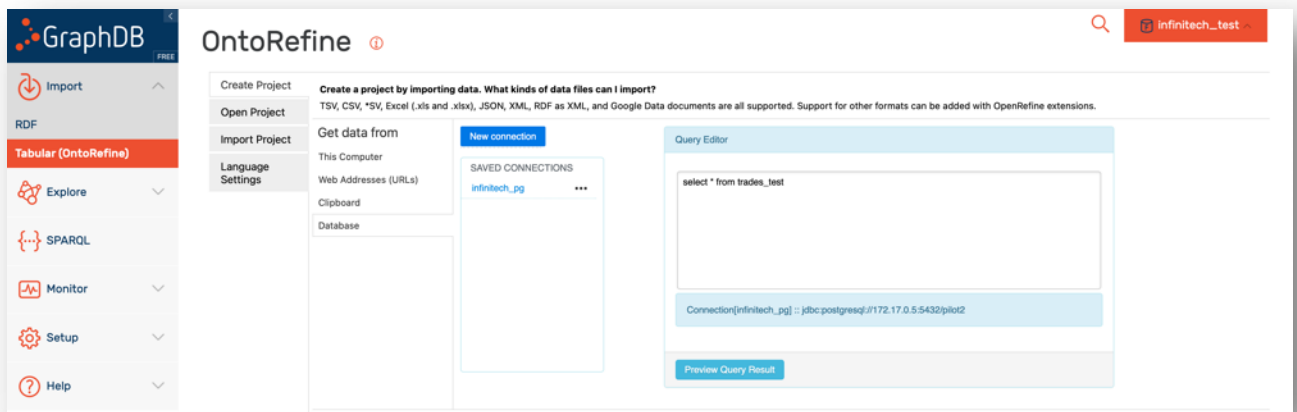 GraphDB
FREE
Import
RDF
Tabular (OntoRefine)
Explore
SPARQL
Monitor
Setup
Help
OntoRefine
infinitech_test
Create Project
Open Project
Import Project
Language
Settings
Create a project by importing data. What kinds of data files can I import?
TSV, CSV, *SV, Excel (.xls and .xlsx), JSON, XML, RDF as XML, and Google Data documents are all supported. Support for other formats can be added with OpenRefine extensions.
Get data from
This Computer
Web Addresses (URLs)
Clipboard
Database
New connection
SAVED CONNECTIONS
infinitech_pg
Query Editor
select * from trades_test
Connection[infinitech_pg] :: jdbc:postgresql://172.17.0.5:5432/pilot2
Preview Query Result